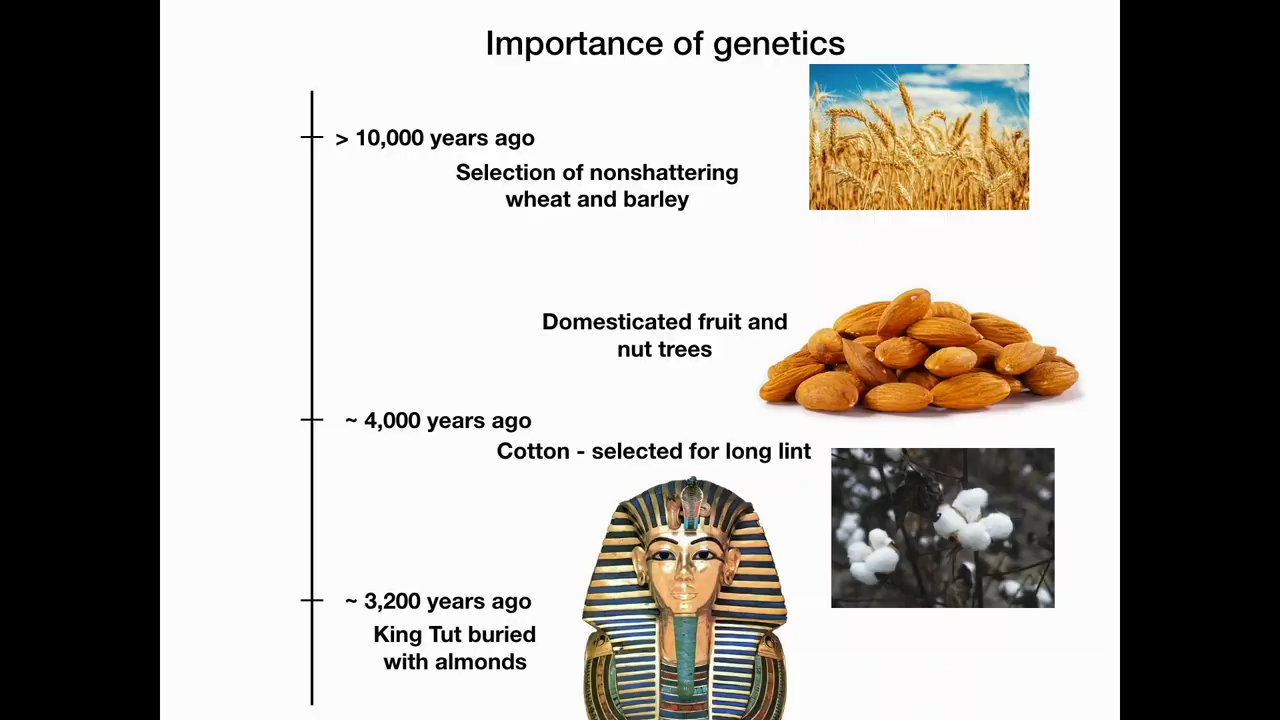 Importance of genetics
> 10,000 years ago
Selection of nonshattering
wheat and barley
Domesticated fruit and
nut trees
~ 4,000 years ago
Cotton - selected for long lint
~ 3,200 years ago
King Tut buried
with almonds